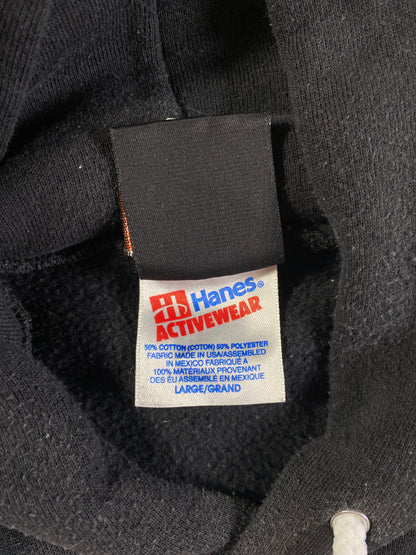 Hanes®
ACTIVEWEAR
50% COTTON (COTON) 50% POLYESTER
FABRIC MADE IN USA/ASSEMBLED
IN MEXICO FABRIQUÉ A
100% MATÉRIAUX PROVENANT
DES ÉU ASSEMBLÉ EN MEXIQUE
LARGE/GRAND